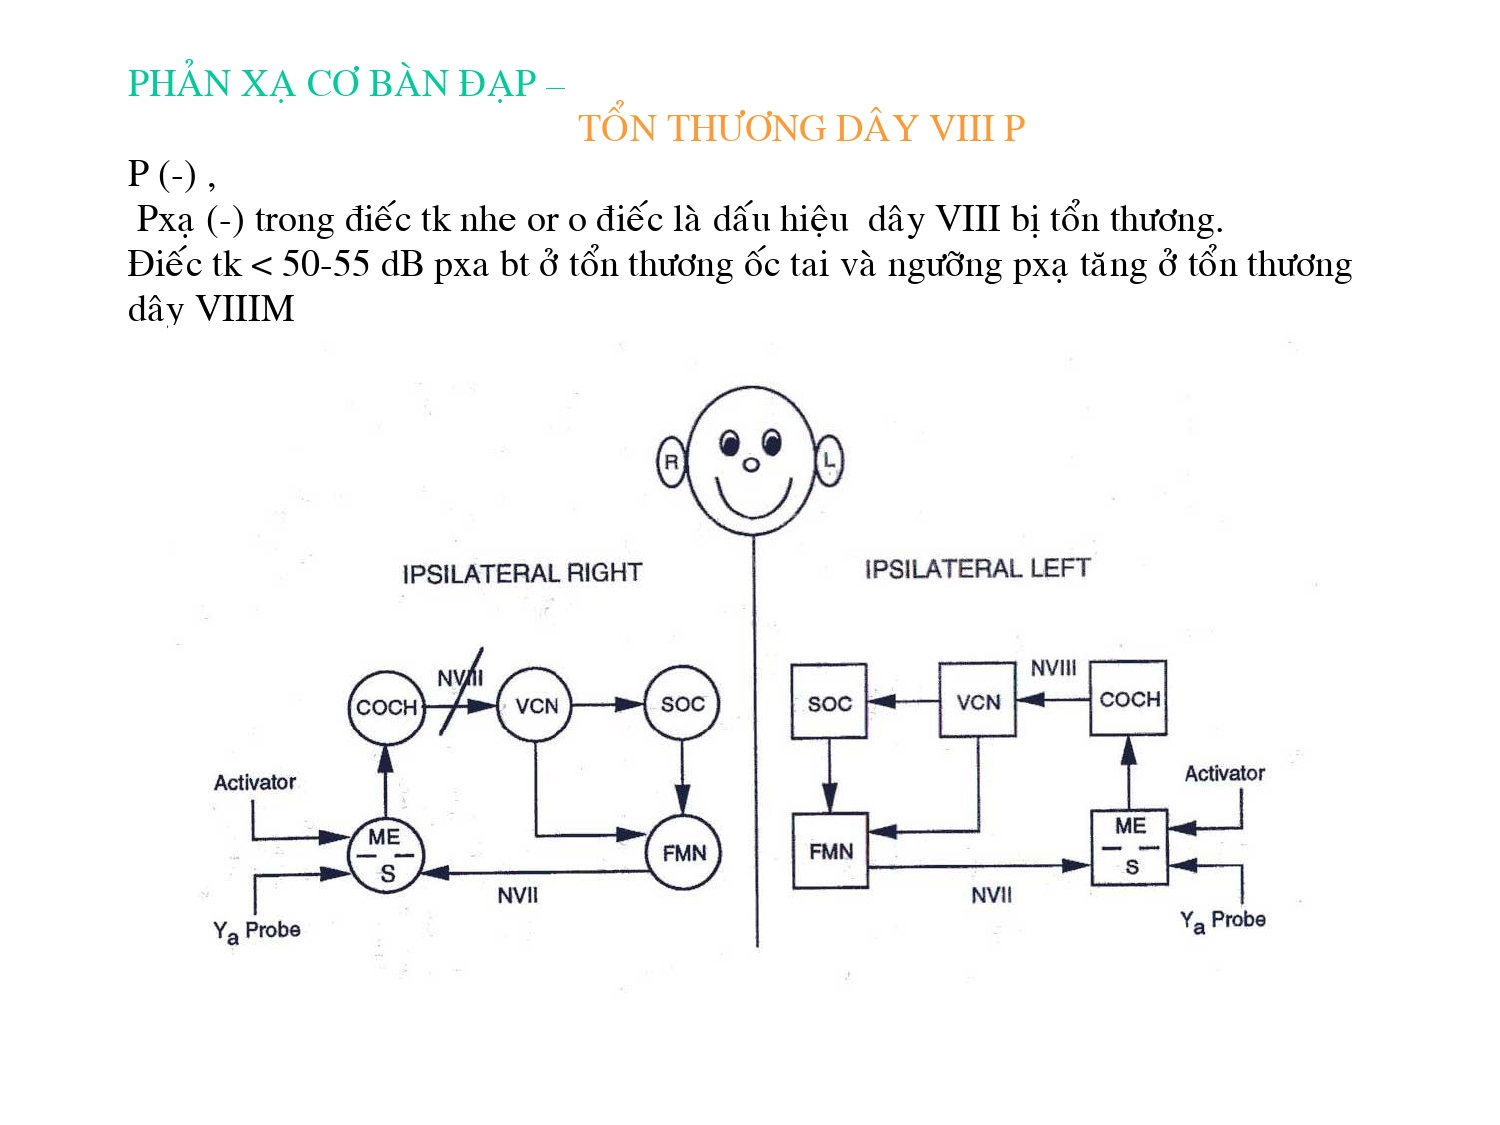 PHẢN XẠ CƠ BÀN ĐẠP –
TỔN THƯƠNG DÂY VIII P
P (-) ,
Pxạ (-) trong điếc tk nhe or o điếc là dấu hiệu dây VIII bị tổn thương.
Điếc tk < 50-55 dB pxa bt ở tổn thương ốc tai và ngưỡng pxạ tăng ở tổn thương
dây VIIIM
R
L
IPSILATERAL RIGHT
IPSILATERAL LEFT
COCH
NVIII
VCN
SOC
SOC
VCN
NVIII
COCH
Activator
ME
S
FMN
NVII
Ya Probe
FMN
NVII
ME
S
Activator
Ya Probe